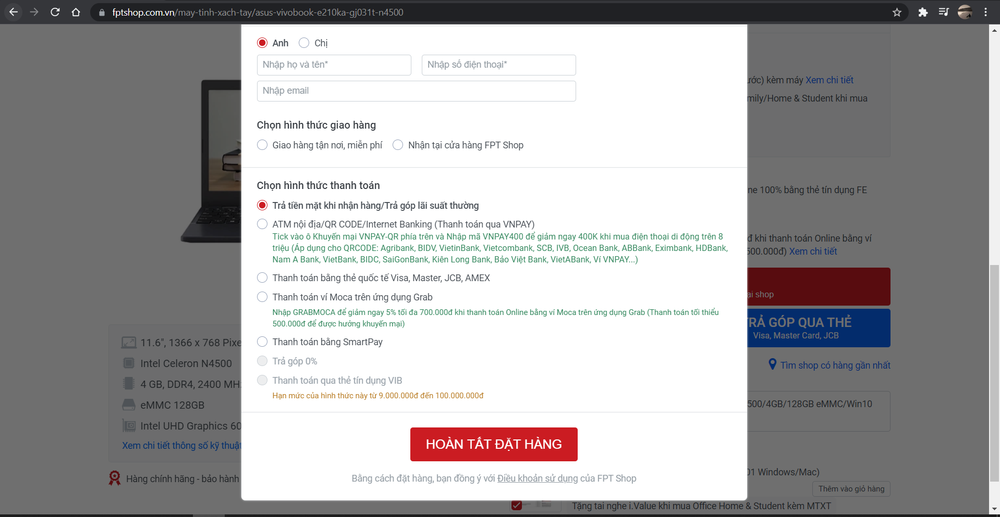 fptshop.com.vn/may-tinh-xach-tay/asus-vivobook-e210ka-gj031t-n4500
Anh
Chị
Nhập họ và tên*
Nhập số điện thoại*
Nhập email
Chọn hình thức giao hàng
Giao hàng tận nơi, miễn phí
Nhận tại cửa hàng FPT Shop
Chọn hình thức thanh toán
Trả tiền mặt khi nhận hàng/Trả góp lãi suất thường
ATM nội địa/QR CODE/Internet Banking (Thanh toán qua VNPAY)
Tick vào ô Khuyến mại VNPAY-QR phía trên và Nhập mã VNPAY400 để giảm ngay 400K khi mua điện thoại di động trên 8
triệu (Áp dụng cho QRCODE: Agribank, BIDV, VietinBank, Vietcombank, SCB, IVB, Ocean Bank, ABBank, Eximbank, HDBank,
Nam A Bank, VietBank, BIDC, SaiGonBank, Kiên Long Bank, Bảo Việt Bank, VietABank, Ví VNPAY...)
Thanh toán bằng thẻ quốc tế Visa, Master, JCB, AMEX
Thanh toán ví Moca trên ứng dụng Grab
Nhập GRABMOCA để giảm ngay 5% tối đa 700.000đ khi thanh toán Online bằng ví Moca trên ứng dụng Grab (Thanh toán tối thiểu
500.000đ để được hưởng khuyến mại)
Thanh toán bằng SmartPay
Trả góp 0%
Thanh toán qua thẻ tín dụng VIB
Hạn mức của hình thức này từ 9.000.000đ đến 100.000.000đ
HOÀN TẤT ĐẶT HÀNG
Bằng cách đặt hàng, bạn đồng ý với Điều khoản sử dụng của FPT Shop
11.6", 1366 x 768 Pixe
Intel Celeron N4500
4 GB, DDR4, 2400 MH
eMMC 128GB
Intel UHD Graphics 60
Xem chi tiết thông số kỹ thuật
Hàng chính hãng - bảo hành
ước) kèm máy Xem chi tiết
mily/Home & Student khi mua
ne 100% bằng thẻ tín dụng FE
đ khi thanh toán Online bằng ví
500.000đ) Xem chi tiết
ại shop
TRẢ GÓP QUA THẺ
Visa, Master Card, JCB
Tìm shop có hàng gần nhất
500/4GB/128GB eMMC/Win10
01 Windows/Mac)
Thêm vào giỏ hàng
Tặng tai nghe i.Value khi mua Office Home & Student kèm MTXT